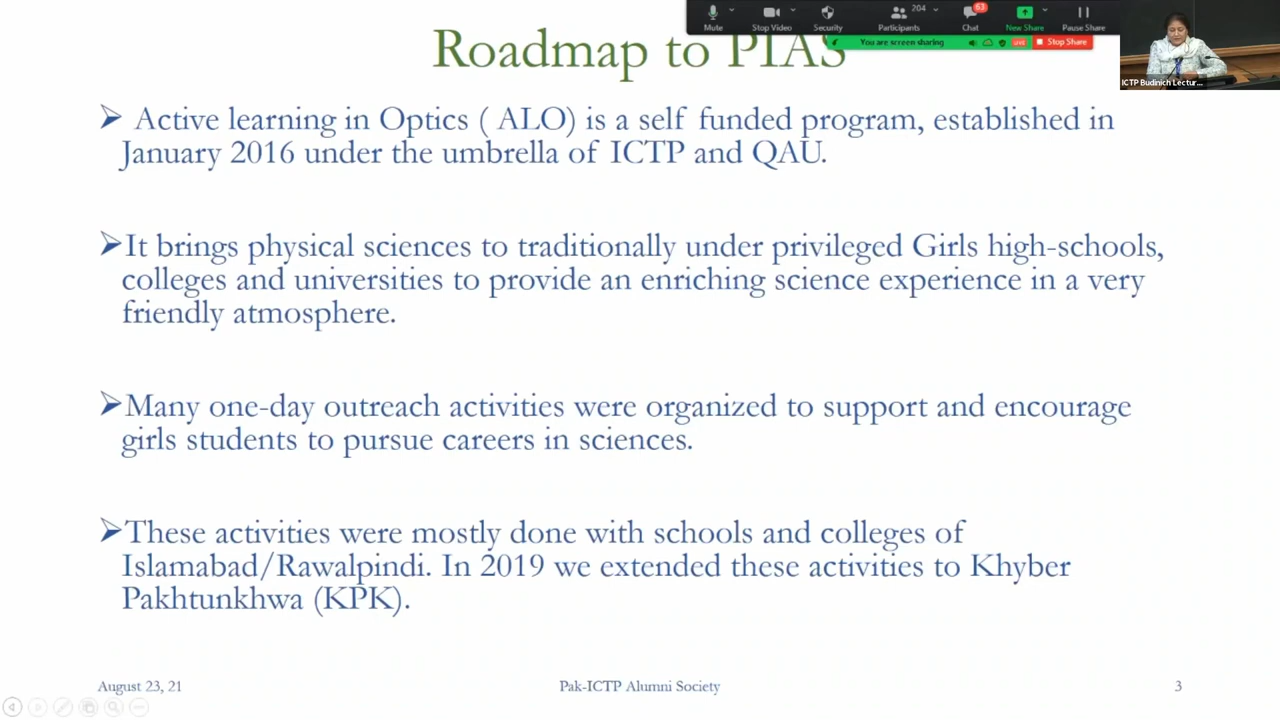 Mute
Stop Video
Security
Participants
204
Chat
63
New Share
Pause Share
You are screen sharing
LIVE
Stop Share
ICTP Budinich Lectur...
Roadmap to PIAS
Active learning in Optics ( ALO) is a self funded program, established in
January 2016 under the umbrella of ICTP and QAU.
It brings physical sciences to traditionally under privileged Girls high-schools,
colleges and universities to provide an enriching science experience in a very
friendly atmosphere.
Many one-day outreach activities were organized to support and encourage
girls students to pursue careers in sciences.
These activities were mostly done with schools and colleges of
Islamabad/Rawalpindi. In 2019 we extended these activities to Khyber
Pakhtunkhwa (KPK).
August 23, 21
Pak-ICTP Alumni Society
3